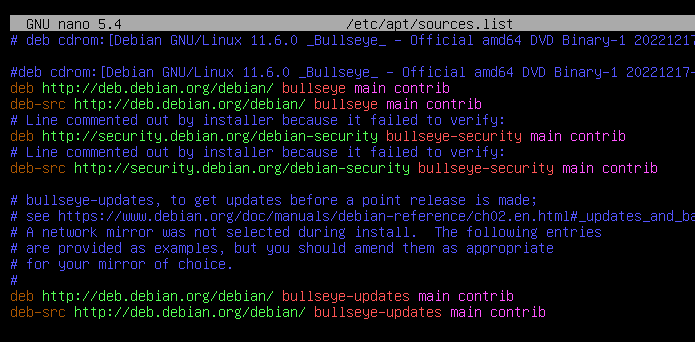 GNU nano 5.4 /etc/apt/sources.list
# deb cdrom:[Debian GNU/Linux 11.6.0 _Bullseye_ - Official amd64 DVD Binary-1 20221217
#deb cdrom:[Debian GNU/Linux 11.6.0 _Bullseye_ - Official amd64 DVD Binary-1 20221217-
deb http://deb.debian.org/debian/ bullseye main contrib
deb-src http://deb.debian.org/debian/ bullseye main contrib
# Line commented out by installer because it failed to verify:
deb http://security.debian.org/debian-security bullseye-security main contrib
# Line commented out by installer because it failed to verify:
deb-src http://security.debian.org/debian-security bullseye-security main contrib
# bullseye-updates, to get updates before a point release is made;
# see https://www.debian.org/doc/manuals/debian-reference/ch02.en.html#_updates_and_ba
# A network mirror was not selected during install.  The following entries
# are provided as examples, but you should amend them as appropriate
# for your mirror of choice.
#
deb http://deb.debian.org/debian/ bullseye-updates main contrib
deb-src http://deb.debian.org/debian/ bullseye-updates main contrib